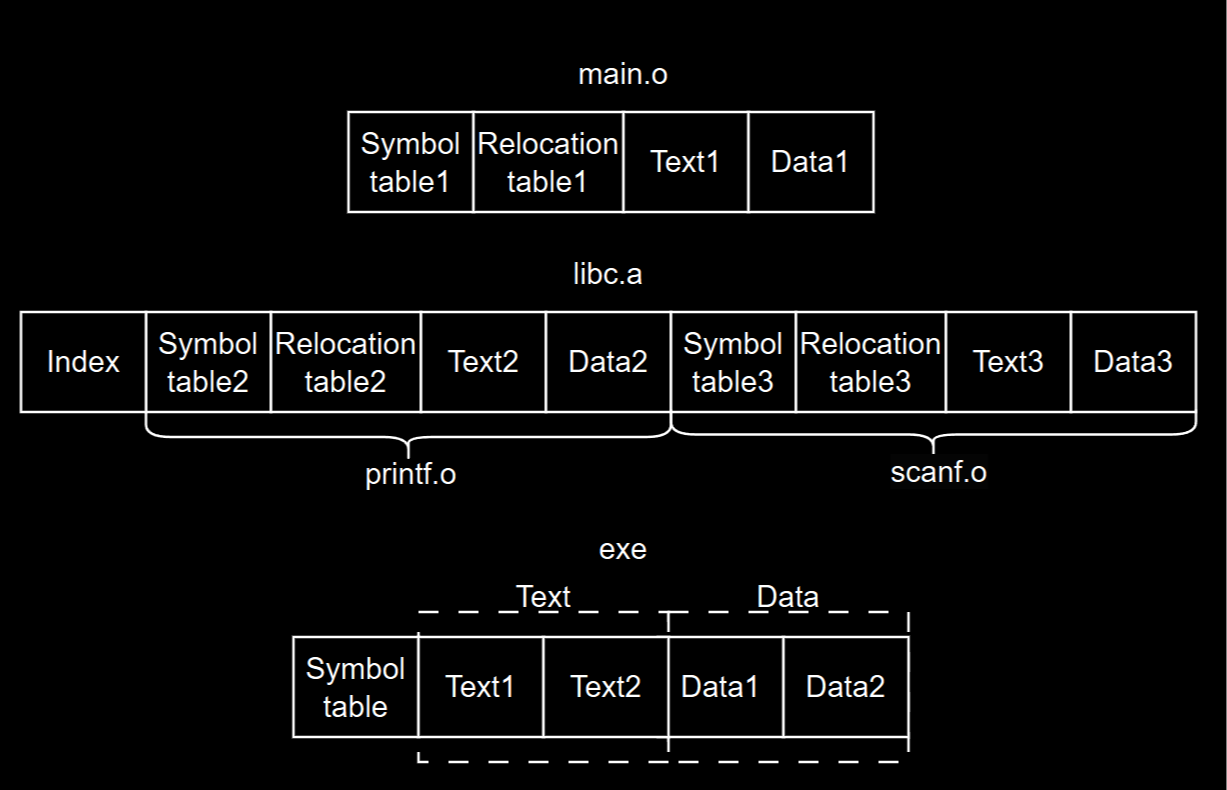 main.o
Symbol table1
Relocation table1
Text1
Data1
libc.a
Index
Symbol table2
Relocation table2
Text2
Data2
Symbol table3
Relocation table3
Text3
Data3
printf.o
scanf.o
exe
Text
Data
Symbol table
Text1
Text2
Data1
Data2